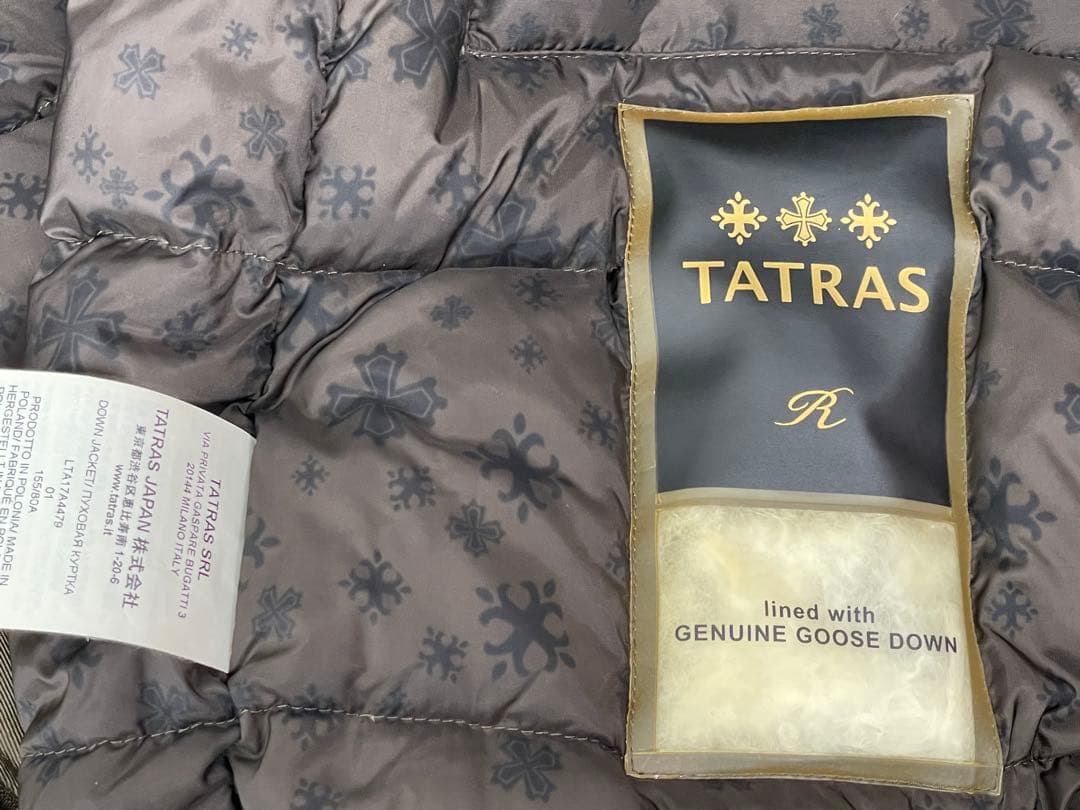 TATRAS
R
lined with
GENUINE GOOSE DOWN
TATRAS SRL
VIA PRIVATA GASPARE BUGATTI 3
20144 MILANO ITALY
TATRAS JAPAN 株式会社
東京都渋谷区恵比寿南 1-20-6
www.tatras.it
DOWN JACKET/ ПУХОВАЯ КУРТКА
LTA17A4479
01
155/80A
PRODOTTO IN POLONIA/ MADE IN
POLAND/ FABRIQUE EN
HERGESTELLT IN